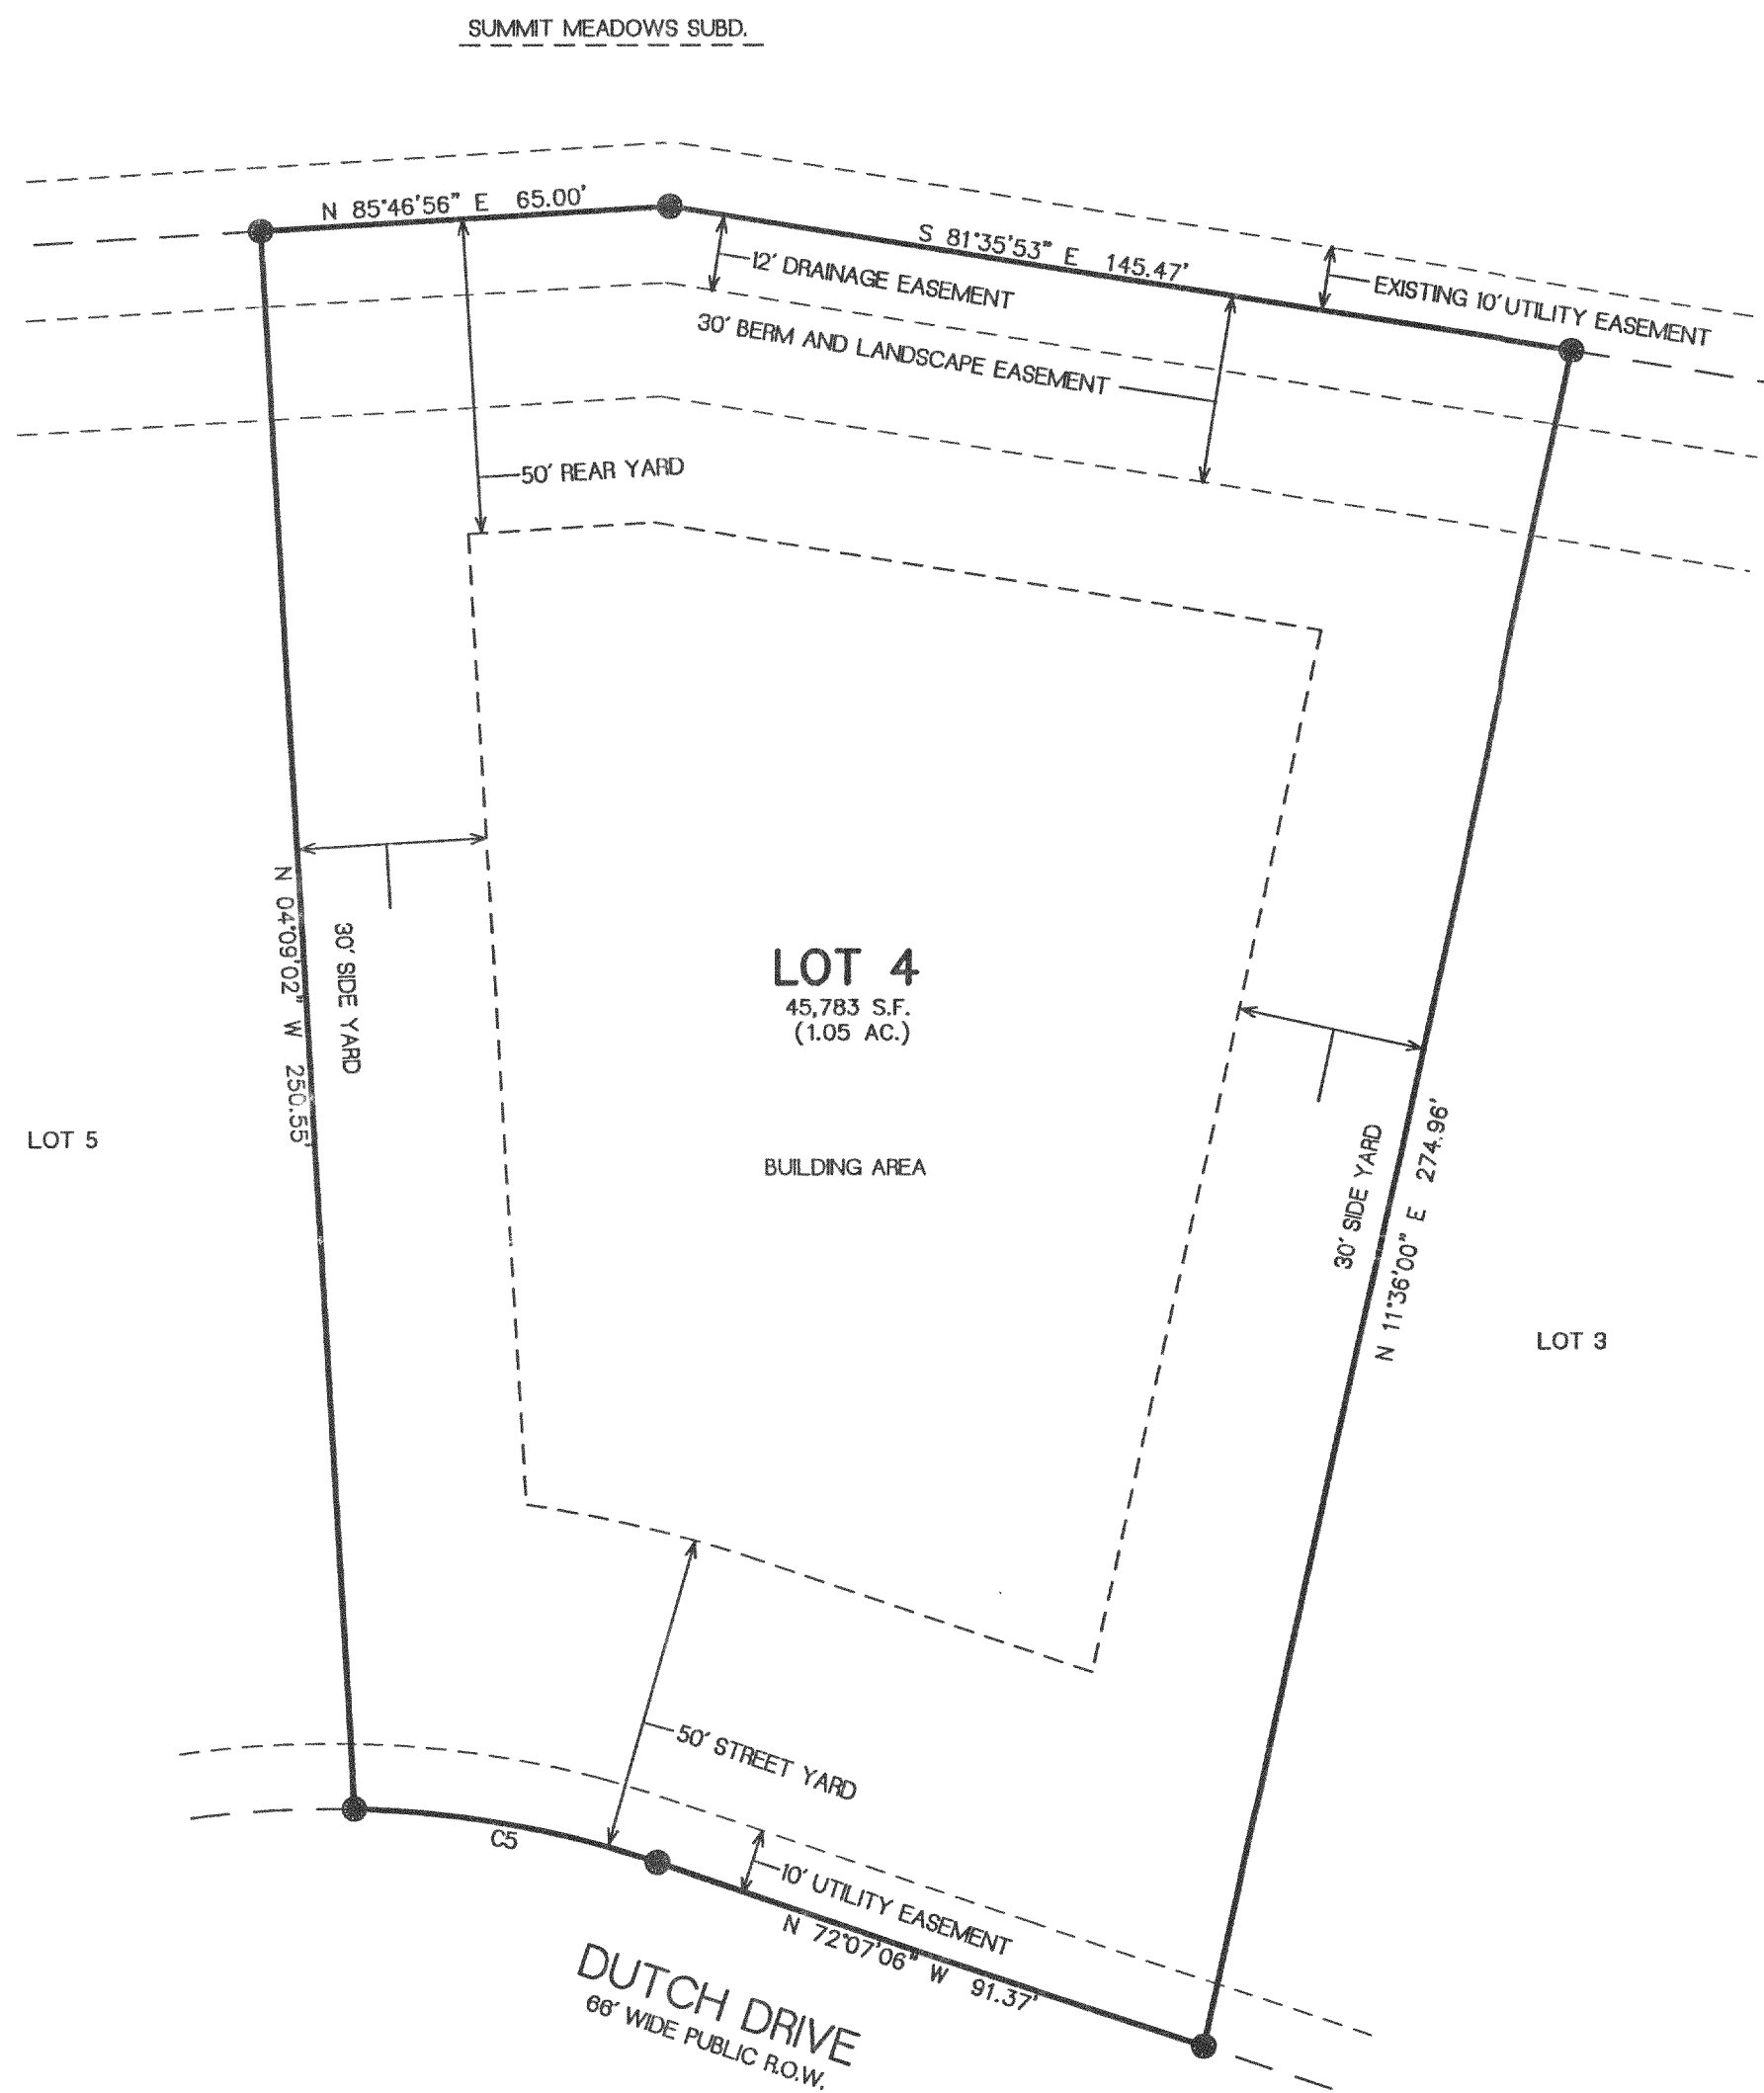 SUMMIT MEADOWS SUBD.
N 85°46'56" E 65.00'
S 81°35'53" E 145.47'
12' DRAINAGE EASEMENT
EXISTING 10' UTILITY EASEMENT
30' BERM AND LANDSCAPE EASEMENT
50' REAR YARD
N 04°09'02" W 250.55'
30' SIDE YARD
LOT 4
45,783 S.F.
(1.05 AC.)
LOT 5
BUILDING AREA
30' SIDE YARD
N 11°36'00" E 274.96'
LOT 3
50' STREET YARD
C5
10' UTILITY EASEMENT
N 72°07'06" W 91.37'
DUTCH DRIVE
66' WIDE PUBLIC R.O.W.